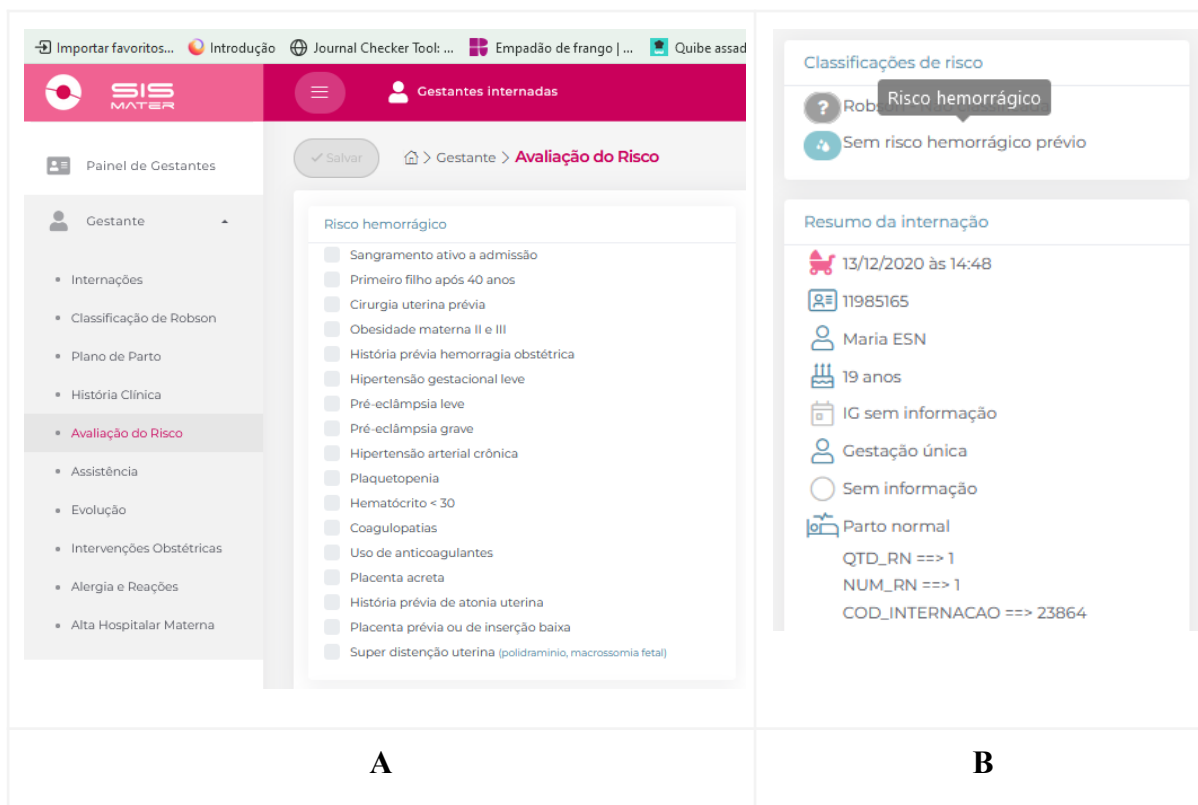 Importar favoritos... Introdução Journal Checker Tool: ... Empadão de frango | ... Quibe assad
SIS
MATER
Gestantes internadas
Painel de Gestantes
Gestante
Internações
Classificação de Robson
Plano de Parto
História Clínica
Avaliação do Risco
Assistência
Evolução
Intervenções Obstétricas
Alergia e Reações
Alta Hospitalar Materna
Salvar
> Gestante > Avaliação do Risco
Risco hemorrágico
Sangramento ativo a admissão
Primeiro filho após 40 anos
Cirurgia uterina prévia
Obesidade materna II e III
História prévia hemorragia obstétrica
Hipertensão gestacional leve
Pré-eclâmpsia leve
Pré-eclâmpsia grave
Hipertensão arterial crônica
Plaquetopenia
Hematócrito < 30
Coagulopatias
Uso de anticoagulantes
Placenta acreta
História prévia de atonia uterina
Placenta prévia ou de inserção baixa
Super distenção uterina (polidraminio, macrossomia fetal)
A
Classificações de risco
Risco hemorrágico
Rob
Sem risco hemorrágico prévio
Resumo da internação
13/12/2020 às 14:48
11985165
Maria ESN
19 anos
IG sem informação
Gestação única
Sem informação
Parto normal
QTD_RN ==> 1
NUM_RN ==> 1
COD_INTERNACAO ==> 23864
B